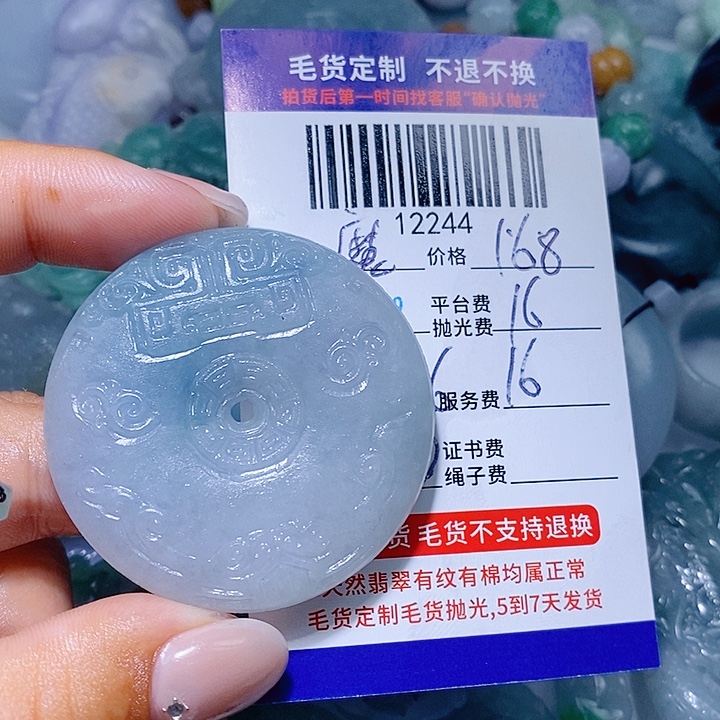 毛货定制 不退不换
拍货后第一时间找客服“确认抛光”
12244
价格 168
平台费
抛光费 16
服务费 16
证书费
绳子费
货 毛货不支持退换
天然翡翠有纹有棉均属正常
毛货定制毛货抛光,5到7天发货